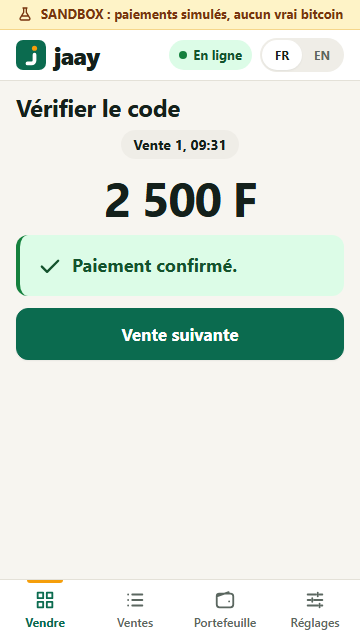 SANDBOX : paiements simulés, aucun vrai bitcoin
jaay
En ligne
FR
EN
Vérifier le code
Vente 1, 09:31
2 500 F
Paiement confirmé.
Vente suivante
Vendre
Ventes
Portefeuille
Réglages